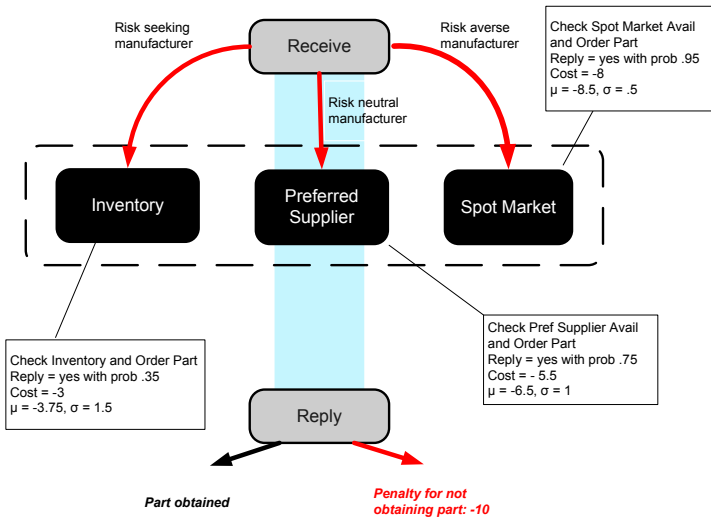 Risk seeking
manufacturer
Receive
Risk averse
manufacturer
Check Spot Market Avail
and Order Part
Reply = yes with prob .95
Cost = -8
μ = -8.5, σ = .5
Risk neutral
manufacturer
Inventory
Preferred
Supplier
Spot Market
Check Inventory and Order Part
Reply = yes with prob .35
Cost = -3
μ = -3.75, σ = 1.5
Check Pref Supplier Avail
and Order Part
Reply = yes with prob .75
Cost = - 5.5
μ = -6.5, σ = 1
Reply
Part obtained
Penalty for not
obtaining part: -10